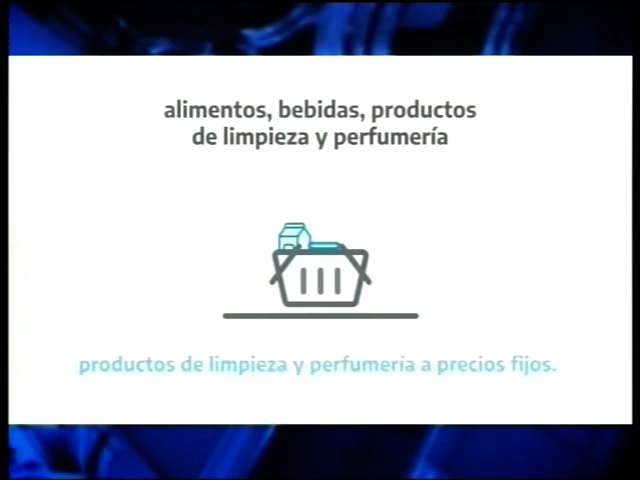 alimentos, bebidas, productos
de limpieza y perfumería
productos de limpieza y perfumería a precios fijos.